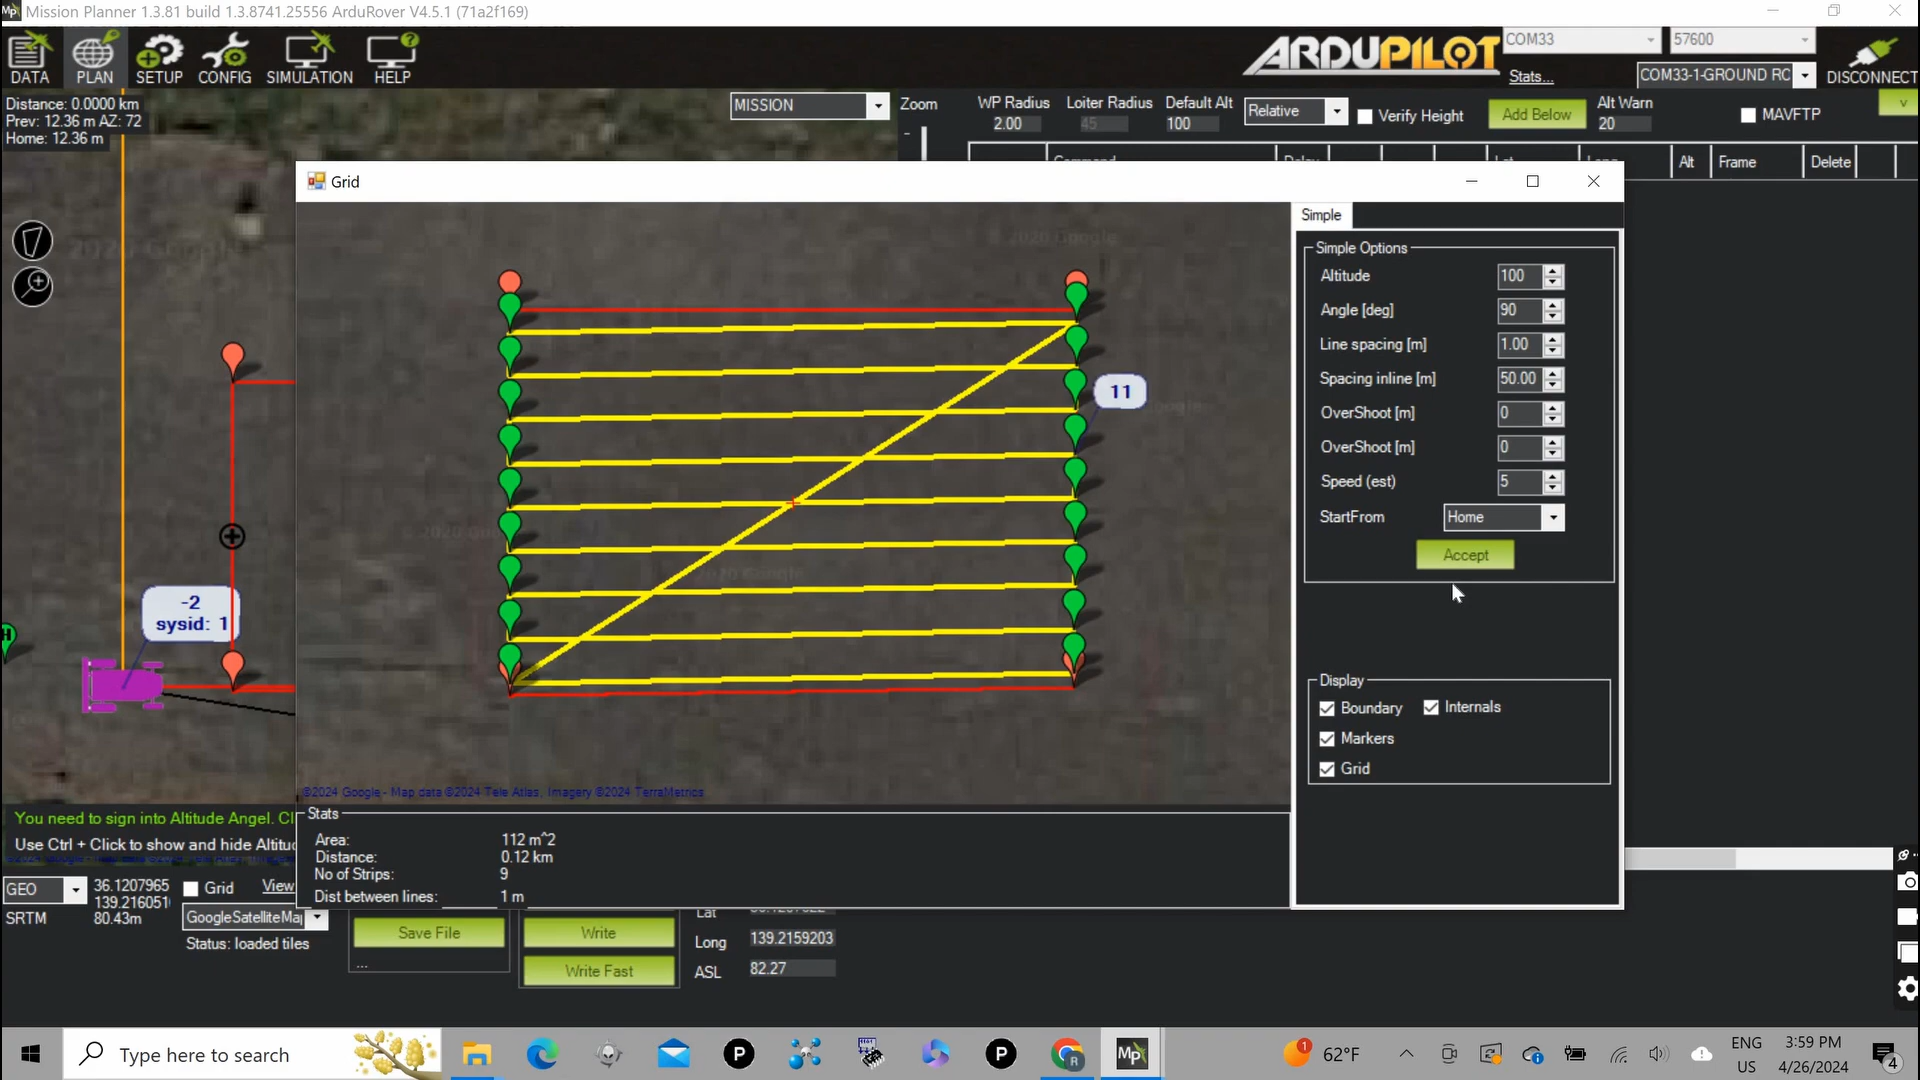 Mission Planner 1.3.81 build 1.3.8741.25556 ArduRover V4.5.1 (71a2f169)
DATA
PLAN
SETUP
CONFIG
SIMULATION
HELP
ARDUPILOT
COM33
57600
Stats...
COM33-1-GROUND RO
DISCONNECT
Distance: 0.0000 km
Prev: 12.36 m AZ: 72
Home: 12.36 m
MISSION
Zoom
WP Radius
Loiter Radius
Default Alt
2.00
45
100
Relative
Verify Height
Add Below
Alt Warn
20
MAVFTP
Command
Delay
Alt
Frame
Delete
Grid
Simple
Simple Options
Altitude
100
Angle [deg]
90
Line spacing [m]
1.00
Spacing inline [m]
50.00
OverShoot [m]
0
OverShoot [m]
0
Speed (est)
5
StartFrom
Home
Accept
Display
Boundary
Internals
Markers
Grid
11
-2
sysid: 1
H
©2024 Google - Map data ©2024 Tele Atlas, Imagery ©2024 TerraMetrics
Stats
Area: 112 m^2
Distance: 0.12 km
No of Strips: 9
Dist between lines: 1 m
You need to sign into Altitude Angel. Cl
Use Ctrl + Click to show and hide Altitu
GEO
36.1207965
139.216051
SRTM
80.43m
Grid
View
GoogleSatelliteMap
Status: loaded tiles
Save File
...
Write
Write Fast
Lat
Long
139.2159203
ASL
82.27
Type here to search
Mp
62°F
ENG
US
3:59 PM
4/26/2024
4